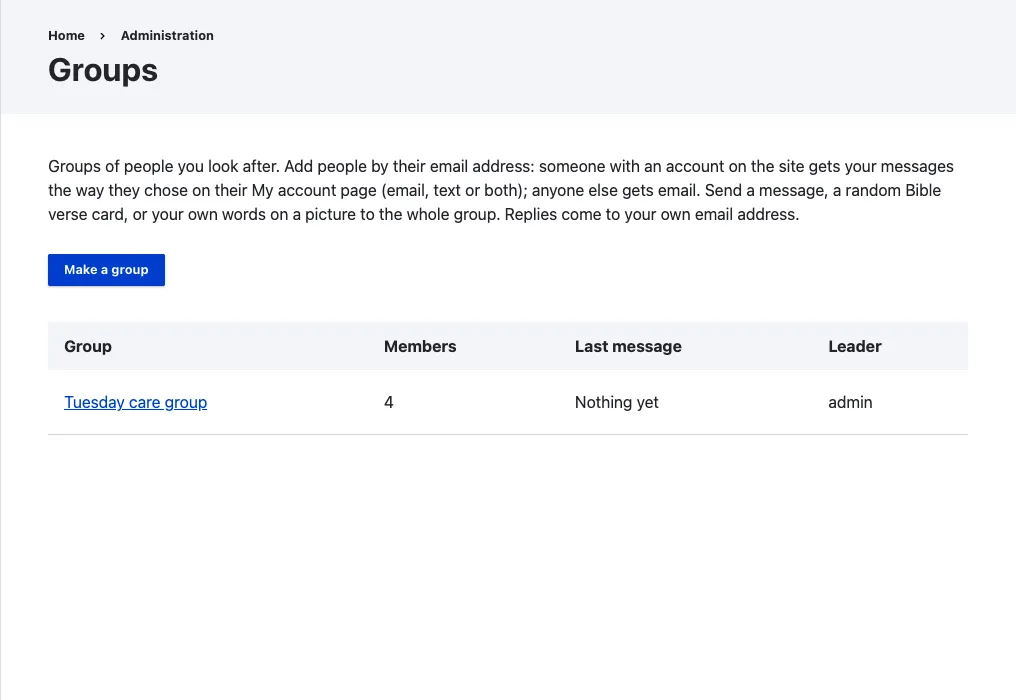 Home › Administration
Groups
Groups of people you look after. Add people by their email address: someone with an account on the site gets your messages
the way they chose on their My account page (email, text or both); anyone else gets email. Send a message, a random Bible
verse card, or your own words on a picture to the whole group. Replies come to your own email address.
Make a group
Group Members Last message Leader
Tuesday care group 4 Nothing yet admin